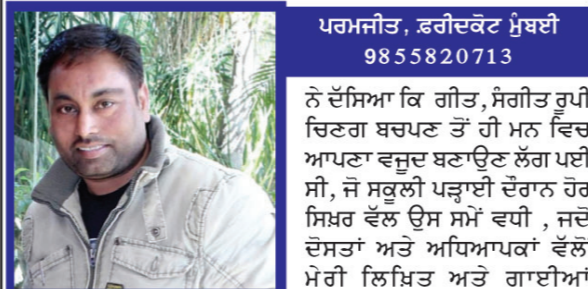 ਪਰਮਜੀਤ, ਫ਼ਰੀਦਕੋਟ ਮੁੰਬਈ
9855820713
ਨੇ ਦੱਸਿਆ ਕਿ ਗੀਤ, ਸੰਗੀਤ ਰੂਪੀ
ਚਿਣਗ ਬਚਪਣ ਤੋਂ ਹੀ ਮਨ ਵਿਚ
ਆਪਣਾ ਵਜੂਦ ਬਣਾਉਣ ਲੱਗ ਪਈ
ਸੀ, ਜੋ ਸਕੂਲੀ ਪੜ੍ਹਾਈ ਦੌਰਾਨ ਹੋਰ
ਸਿਖ਼ਰ ਵੱਲ ਉਸ ਸਮੇਂ ਵਧੀ , ਜਦੋਂ
ਦੋਸਤਾਂ ਅਤੇ ਅਧਿਆਪਕਾਂ ਵੱਲੋਂ
ਮੇਰੀ ਲਿਖ਼ਿਤ ਅਤੇ ਗਾਈਆਂ